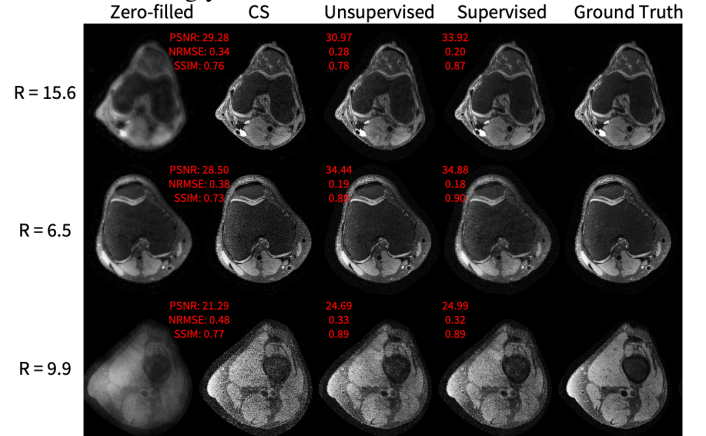 Zero-filled CS Unsupervised Supervised Ground Truth
PSNR: 29.28 30.97 33.92
NRMSE: 0.34 0.28 0.20
SSIM: 0.76 0.78 0.87
R = 15.6
PSNR: 28.50 34.44 34.88
NRMSE: 0.38 0.19 0.18
SSIM: 0.73 0.90
R = 6.5
PSNR: 21.29 24.69 24.99
NRMSE: 0.48 0.33 0.32
SSIM: 0.77 0.89 0.89
R = 9.9